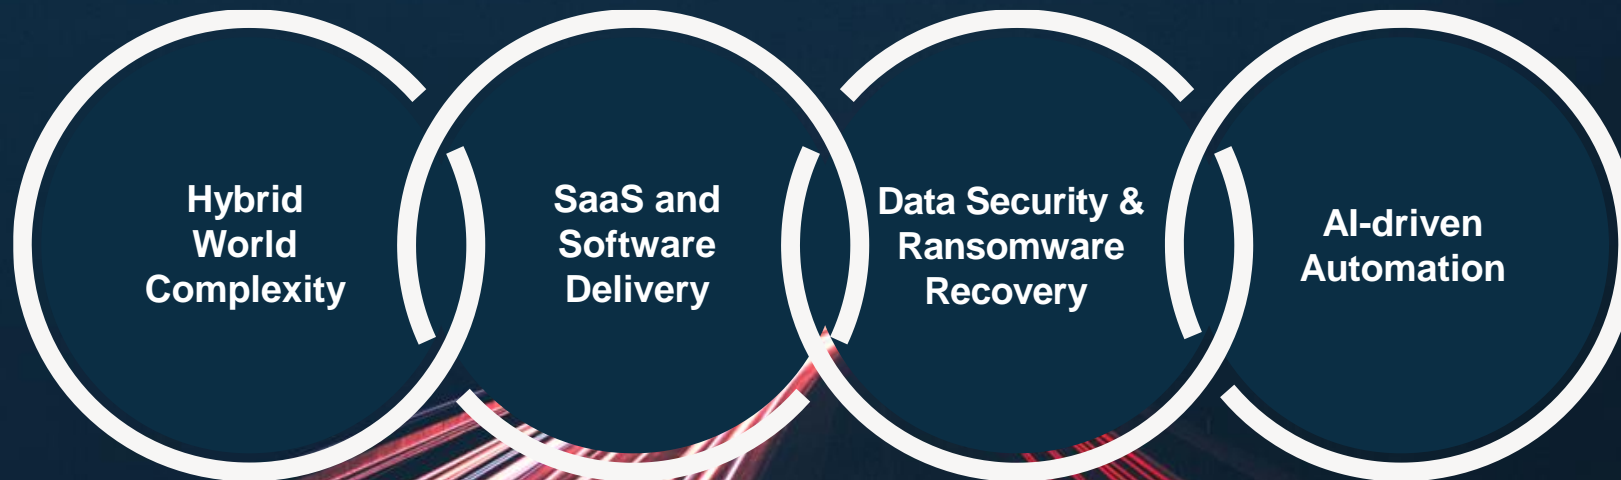 Hybrid
World
Complexity
SaaS and
Software
Delivery
Data Security &
Ransomware
Recovery
AI-driven
Automation